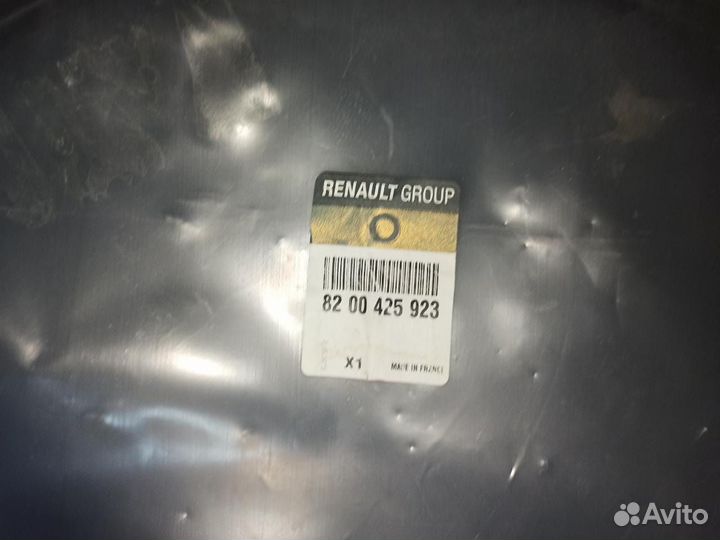 RENAULT GROUP
82 00 425 923
X1 MADE IN FRANCE
Avito